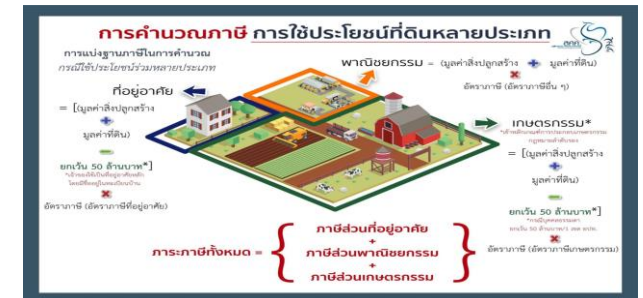 การคำนวณภาษี การใช้ประโยชน์ที่ดินหลายประเภท
สถ.
การแบ่งฐานภาษีในการคำนวณ
กรณีใช้ประโยชน์ร่วมหลายประเภท
พาณิชยกรรม = (มูลค่าสิ่งปลูกสร้าง + มูลค่าที่ดิน)
×
อัตราภาษี (อัตราภาษีอื่น ๆ)
ที่อยู่อาศัย
= [(มูลค่าสิ่งปลูกสร้าง
+
มูลค่าที่ดิน)
-
ยกเว้น 50 ล้านบาท*]
×
อัตราภาษี (อัตราภาษีที่อยู่อาศัย)
เกษตรกรรม*
= [(มูลค่าสิ่งปลูกสร้าง
+
มูลค่าที่ดิน)
-
ยกเว้น 50 ล้านบาท*]
×
อัตราภาษี (อัตราภาษีเกษตรกรรม)
ภาระภาษีทั้งหมด = { ภาษีส่วนที่อยู่อาศัย
+
ภาษีส่วนพาณิชยกรรม
+
ภาษีส่วนเกษตรกรรม }